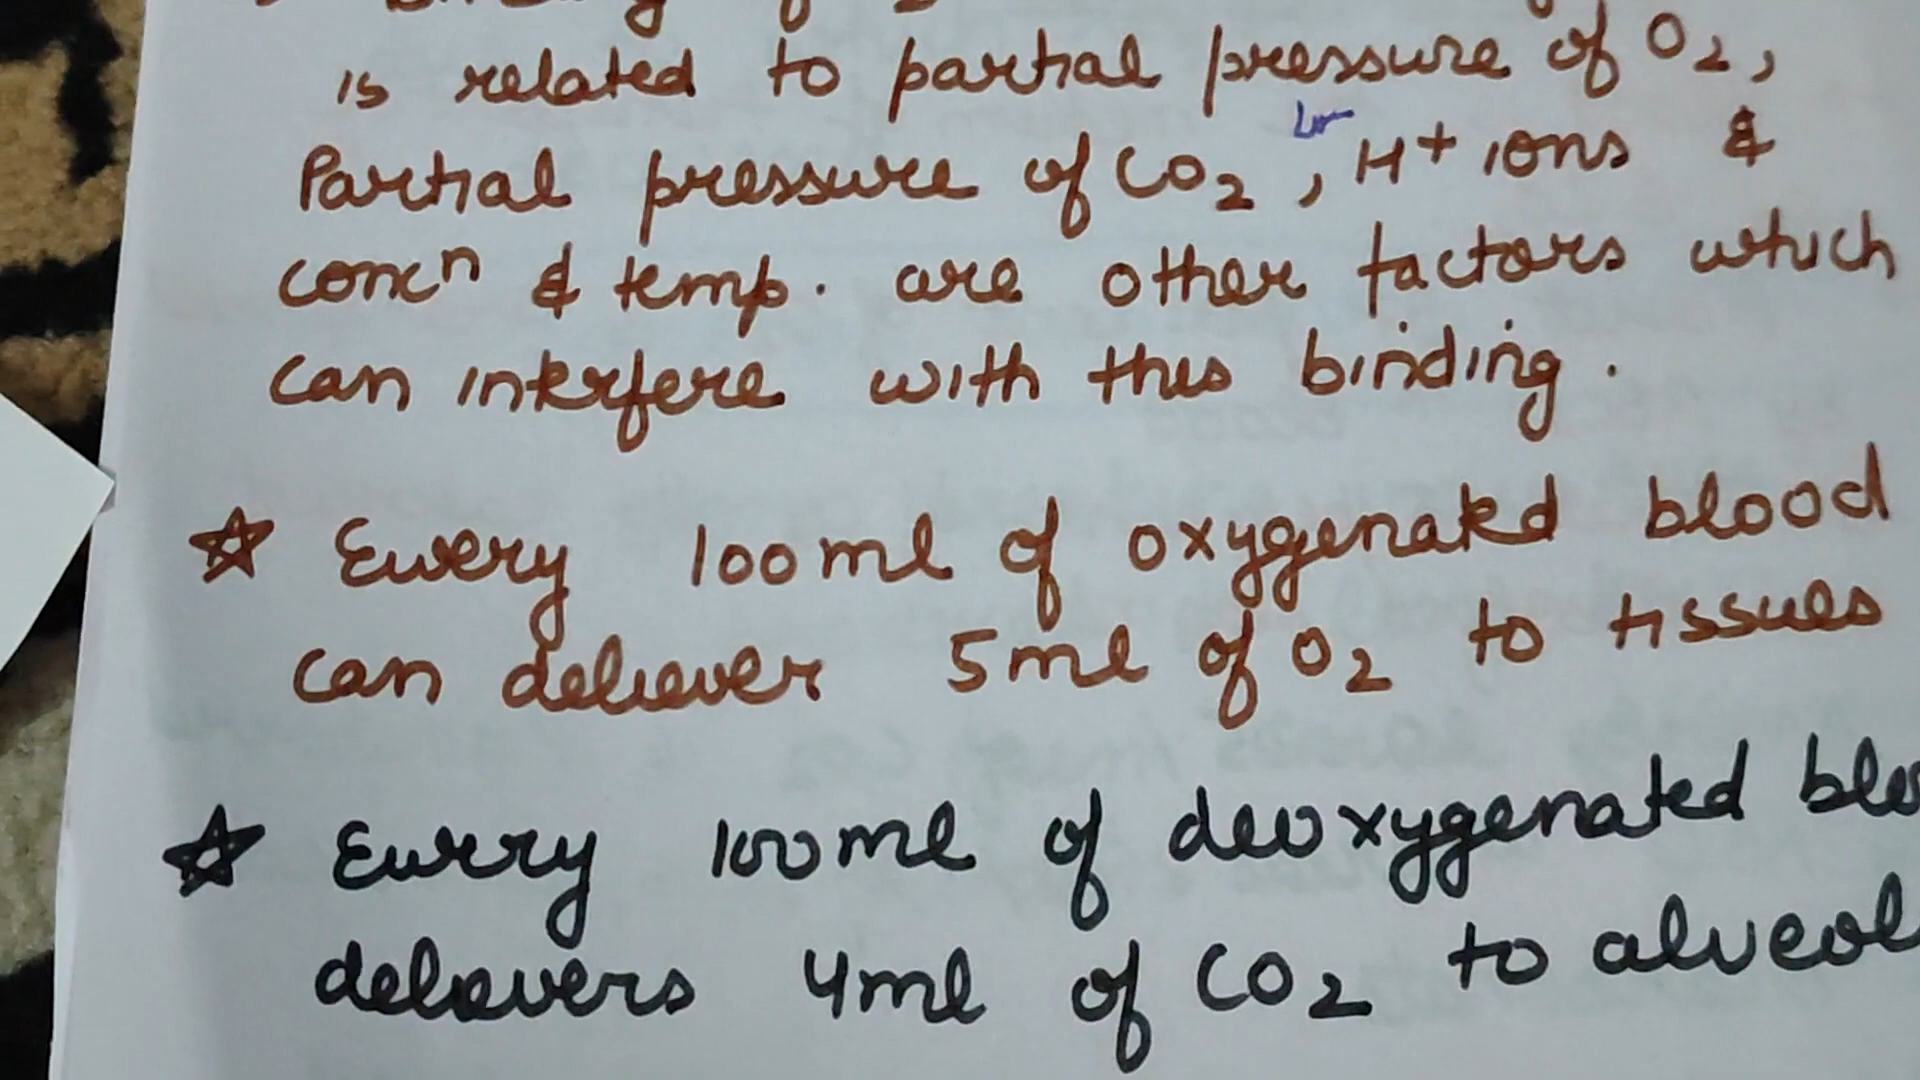 is related to partial pressure of O2,
Partial pressure of CO2, H+ ions &
concn & temp. are other factors which
can interfere with this binding.
☆ Every 100ml of oxygenated blood
can deliever 5ml of O2 to tissues
☆ Every 100ml of deoxygenated
delievers 4ml of CO2 to